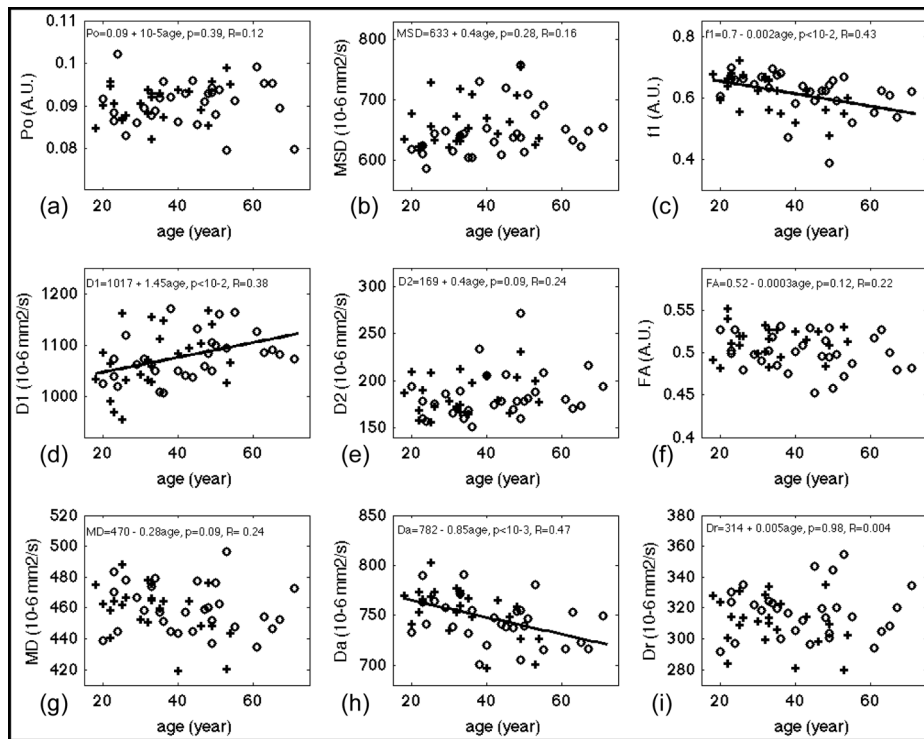 Po=0.09 + 10-5age, p=0.39, R=0.12
Po (A.U.)
0.11
0.1
0.09
0.08
20 40 60
age (year)
(a)
MSD=633 + 0.4age, p=0.28, R=0.16
MSD (10-6 mm2/s)
800
700
600
20 40 60
age (year)
(b)
f1=0.7 - 0.002age, p<10-2, R=0.43
f1 (A.U.)
0.8
0.6
0.4
20 40 60
age (year)
(c)
D1=1017 + 1.45age, p<10-2, R=0.38
D1 (10-6 mm2/s)
1200
1100
1000
20 40 60
age (year)
(d)
D2=169 + 0.4age, p=0.09, R=0.24
D2 (10-6 mm2/s)
300
250
200
150
20 40 60
age (year)
(e)
FA=0.52 - 0.0003age, p=0.12, R=0.22
FA (A.U.)
0.55
0.5
0.45
0.4
20 40 60
age (year)
(f)
MD=470 - 0.28age, p=0.09, R=0.24
MD (10-6 mm2/s)
520
500
480
460
440
420
20 40 60
age (year)
(g)
Da=782 - 0.85age, p<10-3, R=0.47
Da (10-6 mm2/s)
850
800
750
700
20 40 60
age (year)
(h)
Dr=314 + 0.005age, p=0.98, R=0.004
Dr (10-6 mm2/s)
360
340
320
300
280
20 40 60
age (year)
(i)